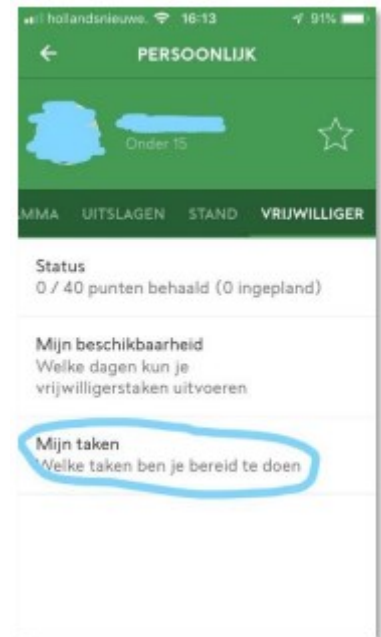 hollandsnieuwe. 16:13 91%
PERSOONLIJK
Onder 15
MMA UITSLAGEN STAND VRIJWILLIGER
Status
0 / 40 punten behaald (0 ingepland)
Mijn beschikbaarheid
Welke dagen kun je
vrijwilligerstaken uitvoeren
Mijn taken
Welke taken ben je bereid te doen